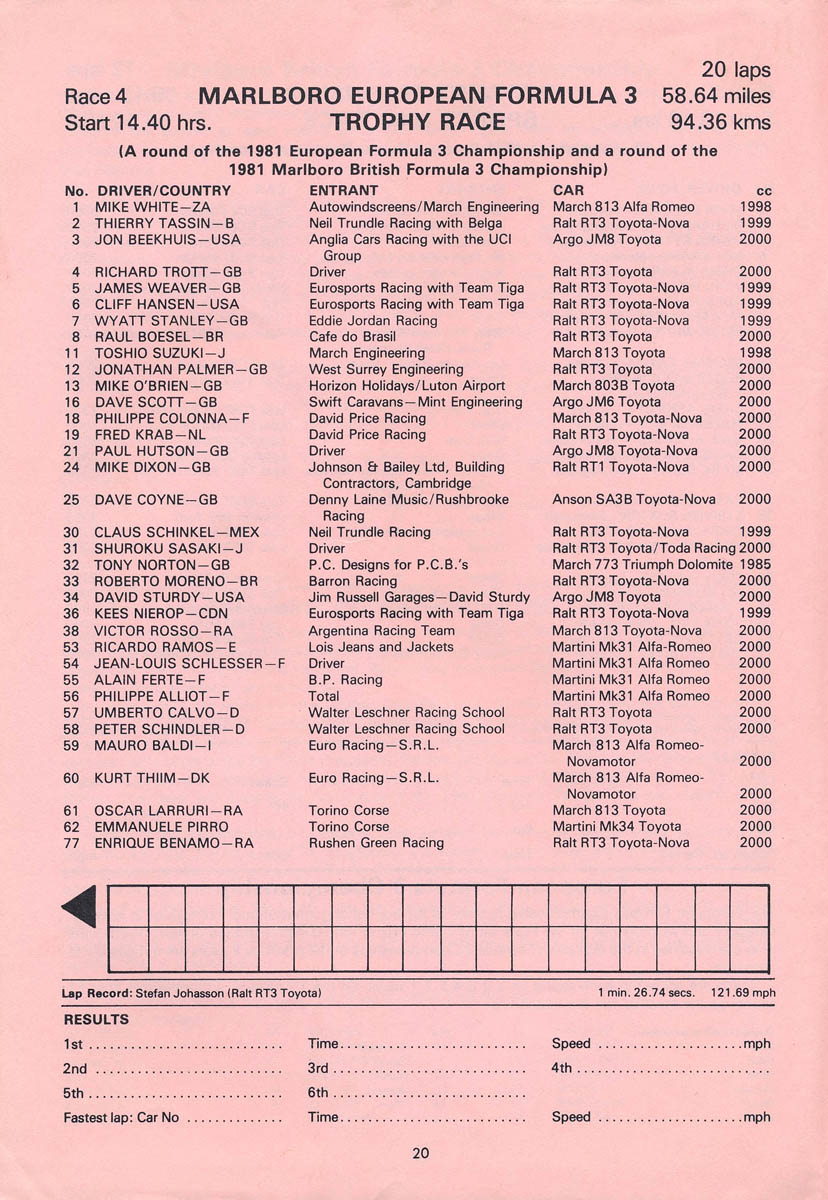 20 laps
Race 4 MARLBORO EUROPEAN FORMULA 3 58.64 miles
Start 14.40 hrs. TROPHY RACE 94.36 kms
(A round of the 1981 European Formula 3 Championship and a round of the
1981 Marlboro British Formula 3 Championship)
No. DRIVER/COUNTRY ENTRANT CAR cc
1 MIKE WHITE—ZA Autowindscreens/March Engineering March 813 Alfa Romeo 1998
2 THIERRY TASSIN—B Neil Trundle Racing with Belga Ralt RT3 Toyota-Nova 1999
3 JON BEEKHUIS—USA Anglia Cars Racing with the UCI Argo JM8 Toyota 2000
Group
4 RICHARD TROTT—GB Driver Ralt RT3 Toyota 2000
5 JAMES WEAVER—GB Eurosports Racing with Team Tiga Ralt RT3 Toyota-Nova 1999
6 CLIFF HANSEN—USA Eurosports Racing with Team Tiga Ralt RT3 Toyota-Nova 1999
7 WYATT STANLEY—GB Eddie Jordan Racing Ralt RT3 Toyota-Nova 1999
8 RAUL BOESEL—BR Cafe do Brasil Ralt RT3 Toyota 2000
11 TOSHIO SUZUKI—J March Engineering March 813 Toyota 1998
12 JONATHAN PALMER—GB West Surrey Engineering Ralt RT3 Toyota 2000
13 MIKE O'BRIEN—GB Horizon Holidays/Luton Airport March 803B Toyota 2000
16 DAVE SCOTT—GB Swift Caravans—Mint Engineering Argo JM6 Toyota 2000
18 PHILIPPE COLONNA—F David Price Racing March 813 Toyota-Nova 2000
19 FRED KRAB—NL David Price Racing Ralt RT3 Toyota-Nova 2000
21 PAUL HUTSON—GB Driver Argo JM8 Toyota-Nova 2000
24 MIKE DIXON—GB Johnson & Bailey Ltd, Building Ralt RT1 Toyota-Nova 2000
Contractors, Cambridge
25 DAVE COYNE—GB Denny Laine Music/Rushbrooke Anson SA3B Toyota-Nova 2000
Racing
30 CLAUS SCHINKEL—MEX Neil Trundle Racing Ralt RT3 Toyota-Nova 1999
31 SHUROKU SASAKI—J Driver Ralt RT3 Toyota/Toda Racing 2000
32 TONY NORTON—GB P.C. Designs for P.C.B.'s March 773 Triumph Dolomite 1985
33 ROBERTO MORENO—BR Barron Racing Ralt RT3 Toyota-Nova 2000
34 DAVID STURDY—USA Jim Russell Garages—David Sturdy Argo JM8 Toyota 2000
36 KEES NIEROP—CDN Eurosports Racing with Team Tiga Ralt RT3 Toyota-Nova 1999
38 VICTOR ROSSO—RA Argentina Racing Team March 813 Toyota-Nova 2000
53 RICARDO RAMOS—E Lois Jeans and Jackets Martini Mk31 Alfa-Romeo 2000
54 JEAN-LOUIS SCHLESSER—F Driver Martini Mk31 Alfa Romeo 2000
55 ALAIN FERTE—F B.P. Racing Martini Mk31 Alfa Romeo 2000
56 PHILIPPE ALLIOT—F Total Martini Mk31 Alfa Romeo 2000
57 UMBERTO CALVO—D Walter Leschner Racing School Ralt RT3 Toyota 2000
58 PETER SCHINDLER—D Walter Leschner Racing School Ralt RT3 Toyota 2000
59 MAURO BALDI—I Euro Racing—S.R.L. March 813 Alfa Romeo-
Novamotor 2000
60 KURT THIIM—DK Euro Racing—S.R.L. March 813 Alfa Romeo-
Novamotor 2000
61 OSCAR LARRURI—RA Torino Corse March 813 Toyota 2000
62 EMMANUELE PIRRO Torino Corse Martini Mk34 Toyota 2000
77 ENRIQUE BENAMO—RA Rushen Green Racing Ralt RT3 Toyota-Nova 2000
Lap Record: Stefan Johasson (Ralt RT3 Toyota) 1 min. 26.74 secs. 121.69 mph
RESULTS
1st ............................ Time........................... Speed .....................mph
2nd ........................... 3rd ............................ 4th ............................
5th ............................ 6th ............................
Fastest lap: Car No .............. Time........................... Speed .....................mph
20